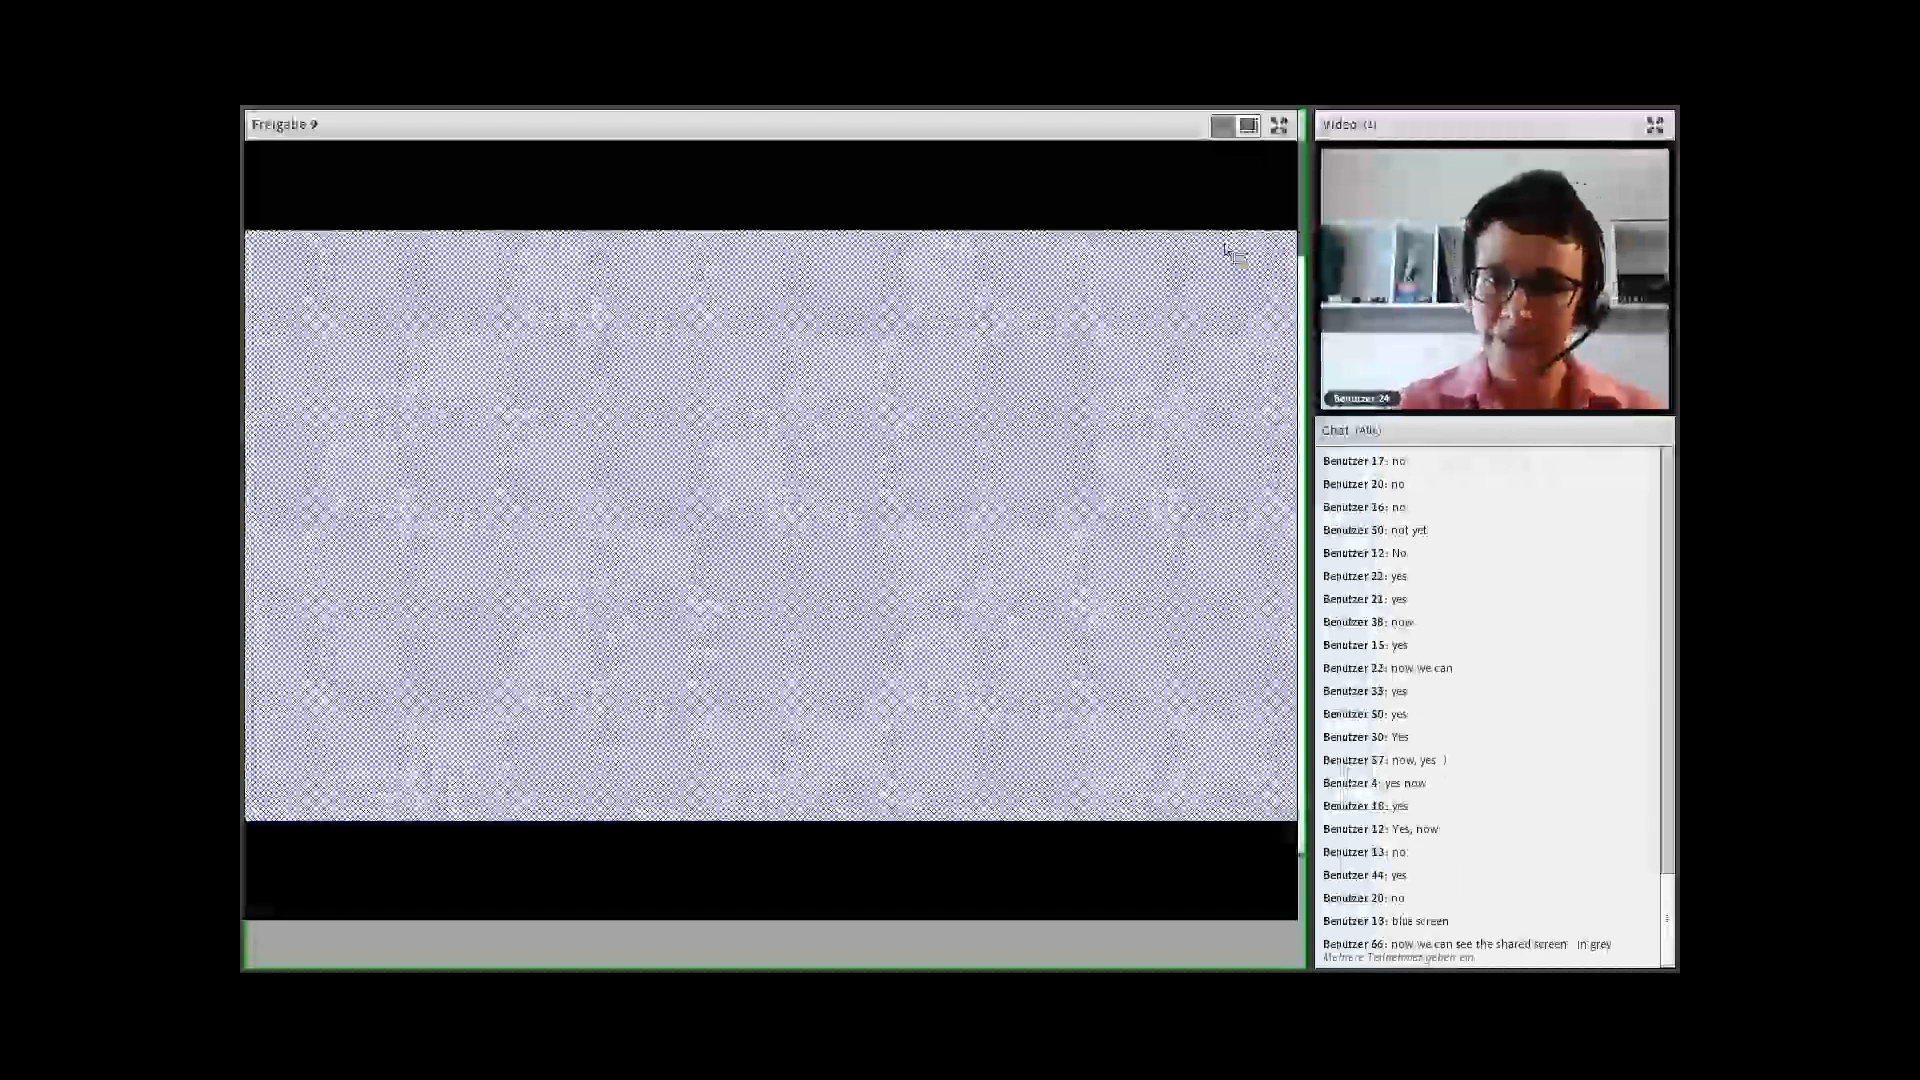 Freigabe 9
Video (1)
Benutzer 24
Chat (Alle)
Benutzer 17: no
Benutzer 20: no
Benutzer 16: no
Benutzer 50: not yet
Benutzer 12: No
Benutzer 22: yes
Benutzer 21: yes
Benutzer 38: now
Benutzer 15: yes
Benutzer 22: now we can
Benutzer 33: yes
Benutzer 50: yes
Benutzer 30: Yes
Benutzer 57: now, yes :)
Benutzer 4: yes now
Benutzer 18: yes
Benutzer 12: Yes, now
Benutzer 13: no
Benutzer 44: yes
Benutzer 20: no
Benutzer 13: blue screen
Benutzer 66: now we can see the shared screen in grey
Mehrere Teilnehmer geben ein